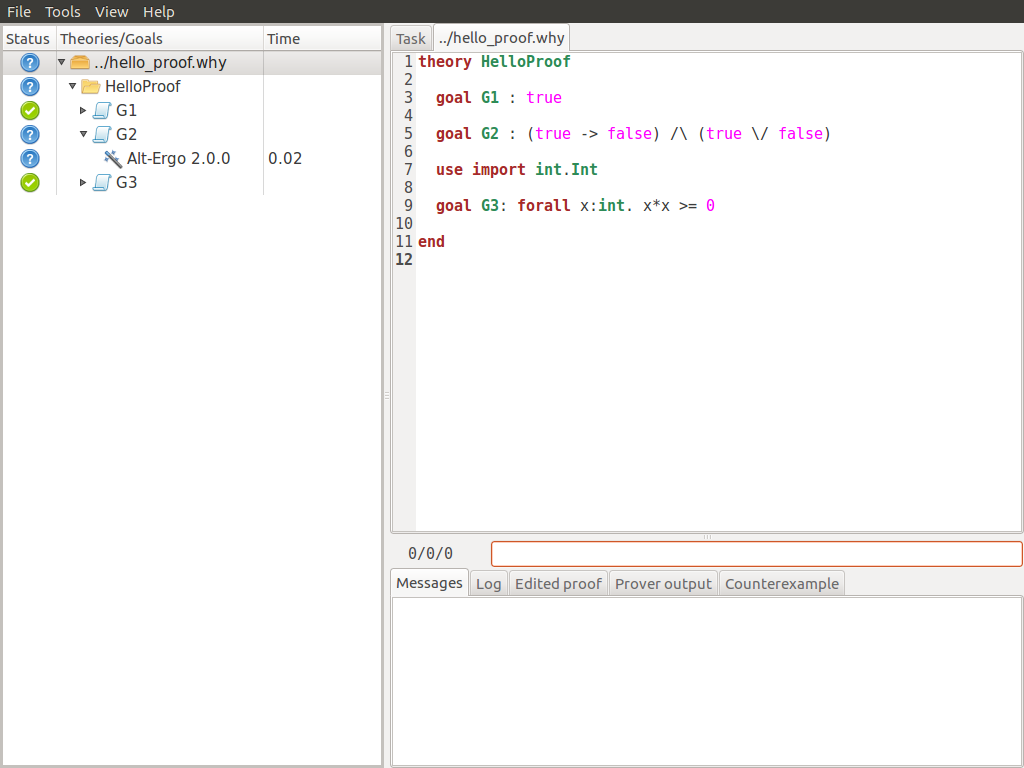 File Tools View Help
Status Theories/Goals Time
../hello_proof.why
HelloProof
G1
G2
Alt-Ergo 2.0.0 0.02
G3
Task ../hello_proof.why
1 theory HelloProof
2
3 goal G1 : true
4
5 goal G2 : (true -> false) /\ (true \/ false)
6
7 use import int.Int
8
9 goal G3: forall x:int. x*x >= 0
10
11 end
12
0/0/0
Messages Log Edited proof Prover output Counterexample